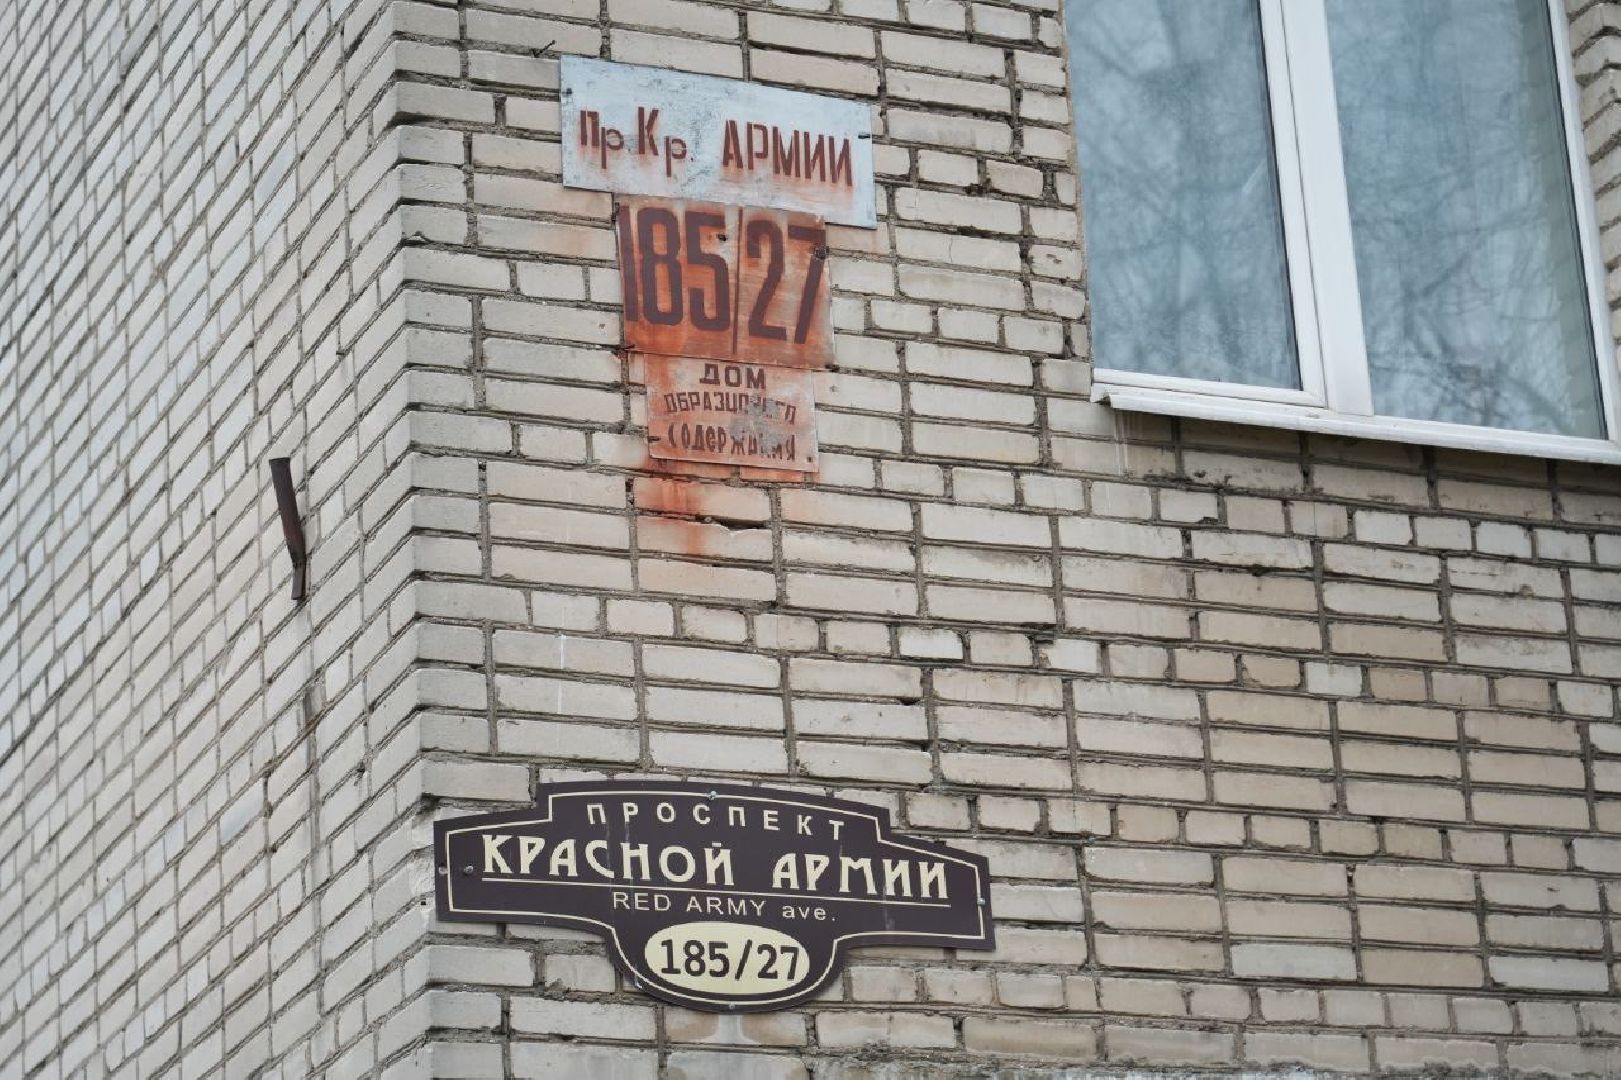 пр. Кр. АРМИИ
185/27
ДОМ
ОБРАЗЦОВОГО
СОДЕРЖАНИЯ
ПРОСПЕКТ
КРАСНОЙ АРМИИ
RED ARMY ave.
185/27